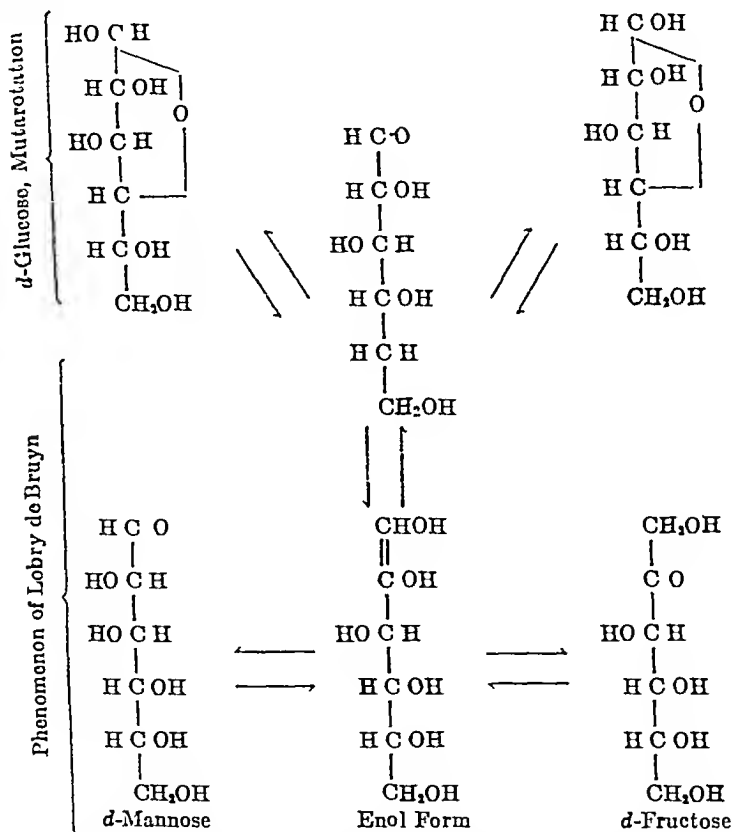 d-Glucose, Mutarotation
HO C H
H C OH
HO C H
H C
H C OH
CH₂OH
O
H C·O
H C OH
HO C H
H C OH
H C H
CH₂OH
H C OH
H C OH
HO C H
H C
H C OH
CH₂OH
O
Phenomenon of Lobry de Bruyn
H C O
HO C H
HO C H
H C OH
H C OH
CH₂OH
d-Mannose
CHOH
C OH
HO C H
H C OH
H C OH
CH₂OH
Enol Form
CH₂OH
C O
HO C H
H C OH
H C OH
CH₂OH
d-Fructose